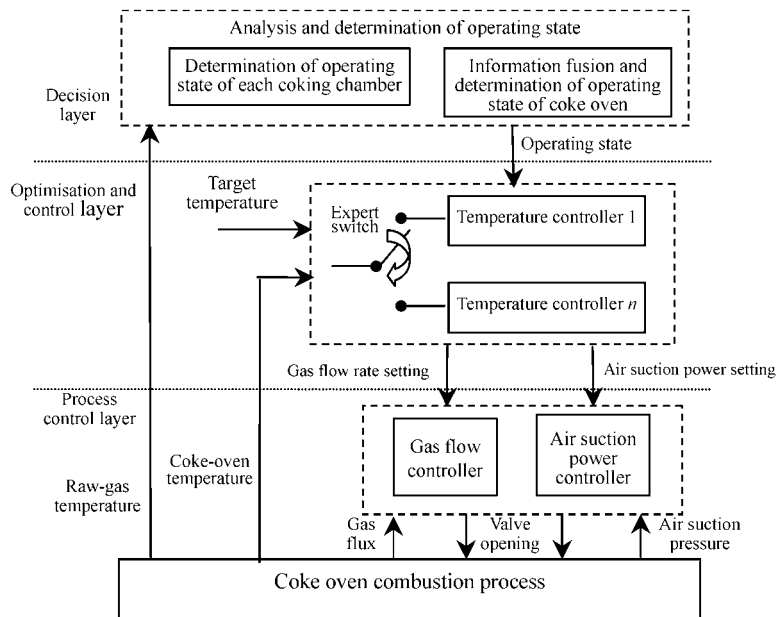 Analysis and determination of operating state
Determination of operating
state of each coking chamber
Information fusion and
determination of operating
state of coke oven
Decision
layer
Operating state
Optimisation and
control layer
Target
temperature
Expert
switch
Temperature controller 1
Temperature controller n
Gas flow rate setting
Air suction power setting
Process
control layer
Gas flow
controller
Air suction
power
controller
Coke-oven
temperature
Raw-gas
temperature
Gas
flux
Valve
opening
Air suction
pressure
Coke oven combustion process